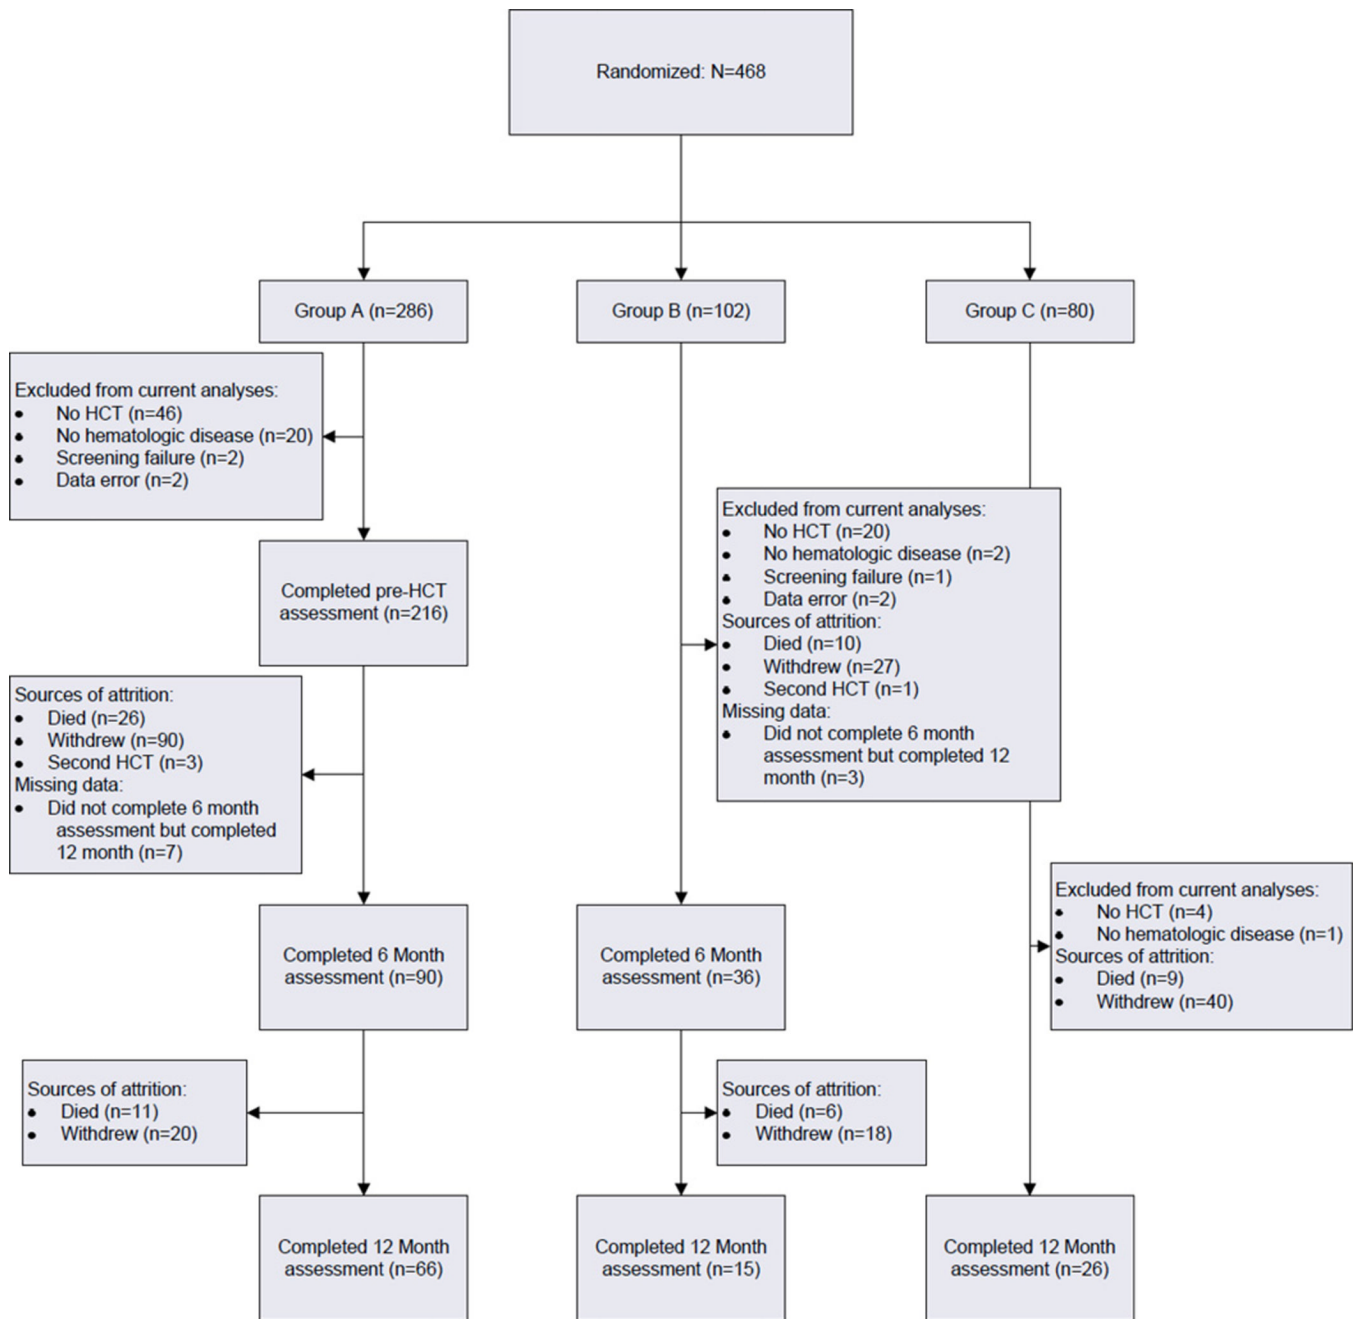 Randomized: N=468
Group A (n=286)
Group B (n=102)
Group C (n=80)
Excluded from current analyses:
• No HCT (n=46)
• No hematologic disease (n=20)
• Screening failure (n=2)
• Data error (n=2)
Completed pre-HCT
assessment (n=216)
Excluded from current analyses:
• No HCT (n=20)
• No hematologic disease (n=2)
• Screening failure (n=1)
• Data error (n=2)
Sources of attrition:
• Died (n=10)
• Withdrew (n=27)
• Second HCT (n=1)
Missing data:
• Did not complete 6 month
assessment but completed 12
month (n=3)
Sources of attrition:
• Died (n=26)
• Withdrew (n=90)
• Second HCT (n=3)
Missing data:
• Did not complete 6 month
assessment but completed
12 month (n=7)
Excluded from current analyses:
• No HCT (n=4)
• No hematologic disease (n=1)
Sources of attrition:
• Died (n=9)
• Withdrew (n=40)
Completed 6 Month
assessment (n=90)
Completed 6 Month
assessment (n=36)
Sources of attrition:
• Died (n=11)
• Withdrew (n=20)
Sources of attrition:
• Died (n=6)
• Withdrew (n=18)
Completed 12 Month
assessment (n=66)
Completed 12 Month
assessment (n=15)
Completed 12 Month
assessment (n=26)